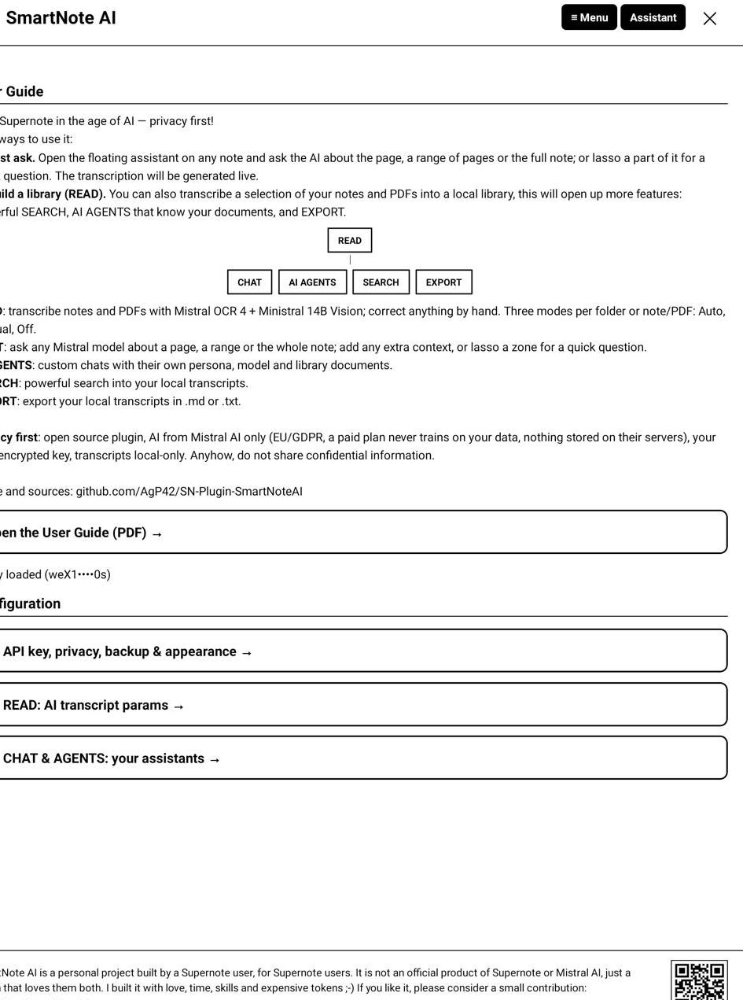 SmartNote AI
≡ Menu
Assistant
r Guide
Supernote in the age of AI — privacy first!
ways to use it:
st ask. Open the floating assistant on any note and ask the AI about the page, a range of pages or the full note; or lasso a part of it for a
question. The transcription will be generated live.
ild a library (READ). You can also transcribe a selection of your notes and PDFs into a local library, this will open up more features:
erful SEARCH, AI AGENTS that know your documents, and EXPORT.
READ
CHAT AI AGENTS SEARCH EXPORT
: transcribe notes and PDFs with Mistral OCR 4 + Ministral 14B Vision; correct anything by hand. Three modes per folder or note/PDF: Auto,
ual, Off.
T: ask any Mistral model about a page, a range or the whole note; add any extra context, or lasso a zone for a quick question.
GENTS: custom chats with their own persona, model and library documents.
RCH: powerful search into your local transcripts.
ORT: export your local transcripts in .md or .txt.
cy first: open source plugin, AI from Mistral AI only (EU/GDPR, a paid plan never trains on your data, nothing stored on their servers), your
encrypted key, transcripts local-only. Anyhow, do not share confidential information.
e and sources: github.com/AgP42/SN-Plugin-SmartNoteAI
pen the User Guide (PDF) →
y loaded (weX1••••0s)
figuration
API key, privacy, backup & appearance →
READ: AI transcript params →
CHAT & AGENTS: your assistants →
tNote AI is a personal project built by a Supernote user, for Supernote users. It is not an official product of Supernote or Mistral AI, just a
that loves them both. I built it with love, time, skills and expensive tokens ;-) If you like it, please consider a small contribution: